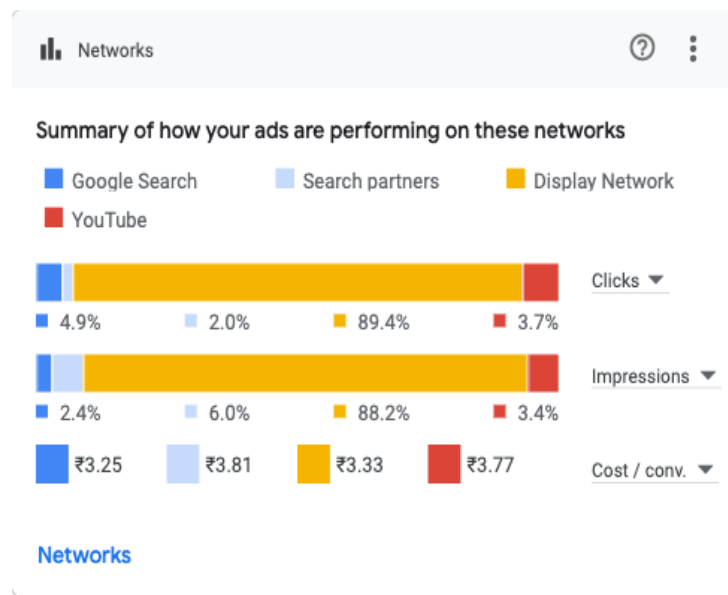 Networks
Summary of how your ads are performing on these networks
Google Search Search partners Display Network
YouTube
Clicks
4.9% 2.0% 89.4% 3.7%
Impressions
2.4% 6.0% 88.2% 3.4%
₹3.25 ₹3.81 ₹3.33 ₹3.77 Cost / conv.
Networks